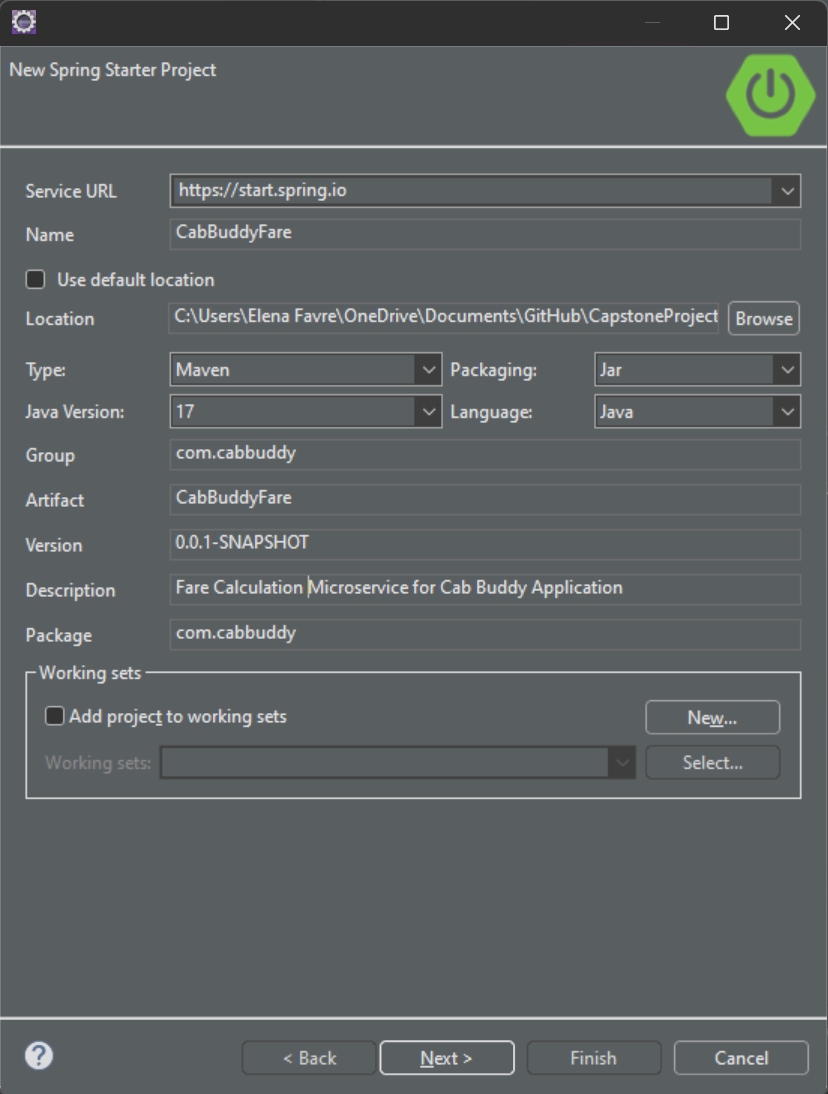 New Spring Starter Project
Service URL https://start.spring.io
Name CabBuddyFare
Use default location
Location C:\Users\Elena Favre\OneDrive\Documents\GitHub\CapstoneProject Browse
Type: Maven Packaging: Jar
Java Version: 17 Language: Java
Group com.cabbuddy
Artifact CabBuddyFare
Version 0.0.1-SNAPSHOT
Description Fare Calculation Microservice for Cab Buddy Application
Package com.cabbuddy
Working sets
Add project to working sets New...
Working sets: Select...
? < Back Next > Finish Cancel